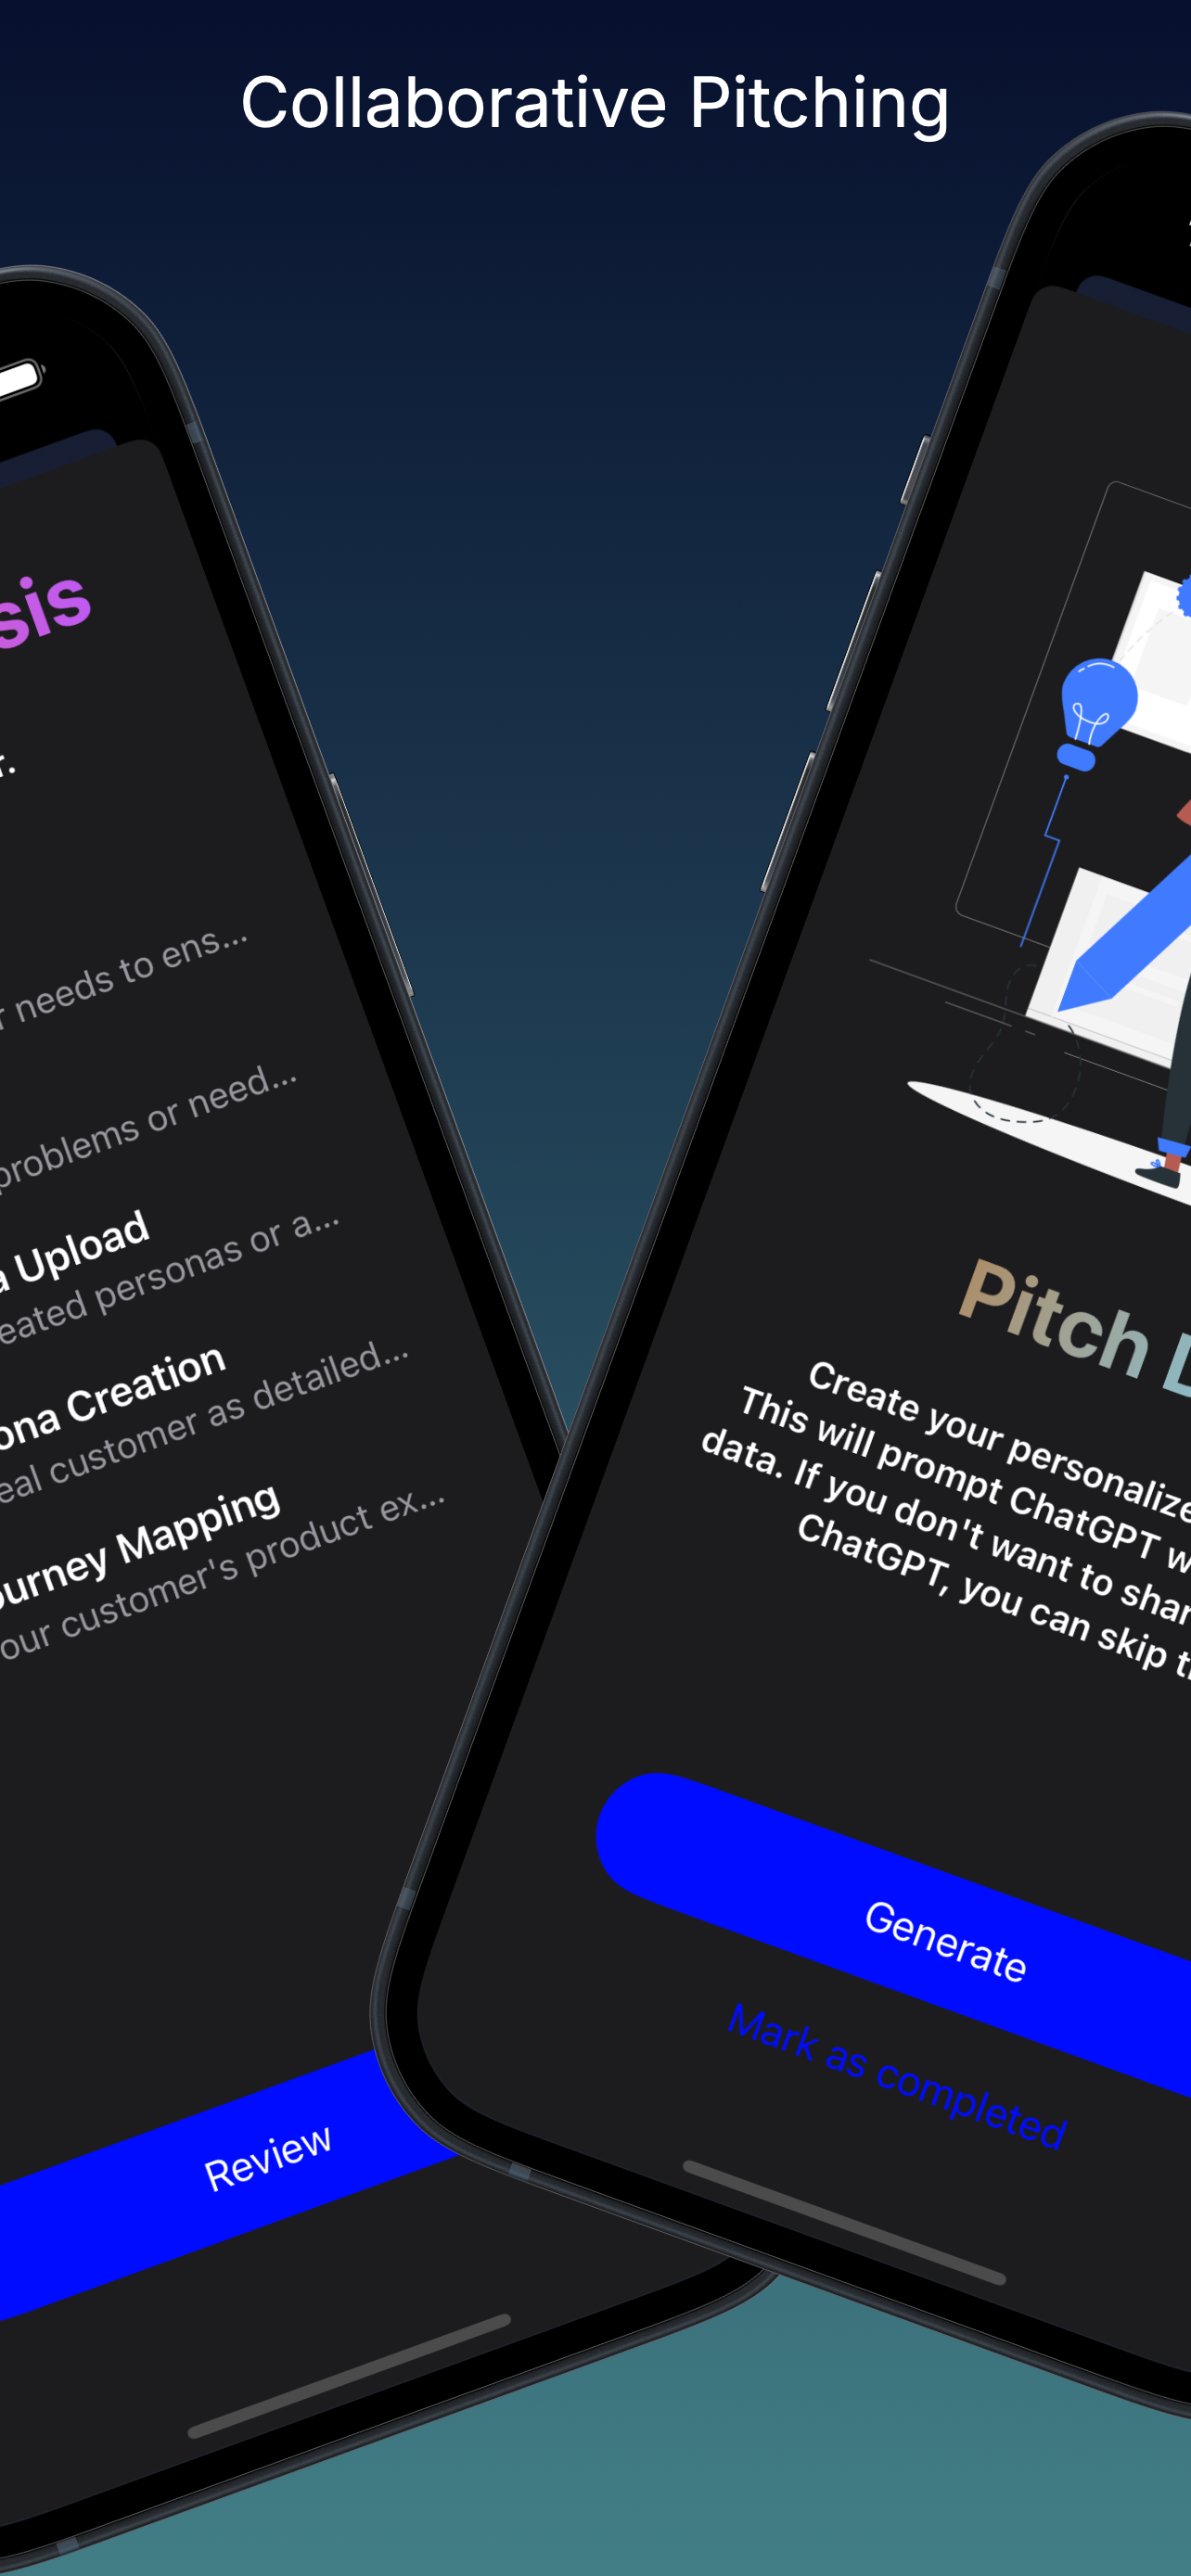 Collaborative Pitching
sis
r.
r needs to ens...
problems or need...
a Upload
eated personas or a...
ona Creation
eal customer as detailed...
ourney Mapping
our customer's product ex...
Review
Pitch D
Create your personalize
This will prompt ChatGPT w
data. If you don't want to shar
ChatGPT, you can skip t
Generate
Mark as completed